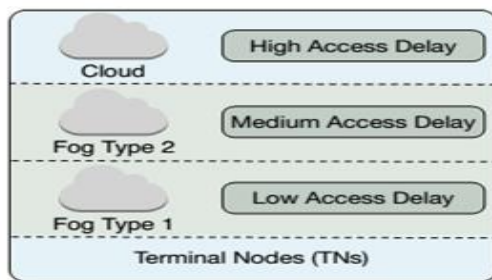 High Access Delay
Cloud
Medium Access Delay
Fog Type 2
Low Access Delay
Fog Type 1
Terminal Nodes (TNs)